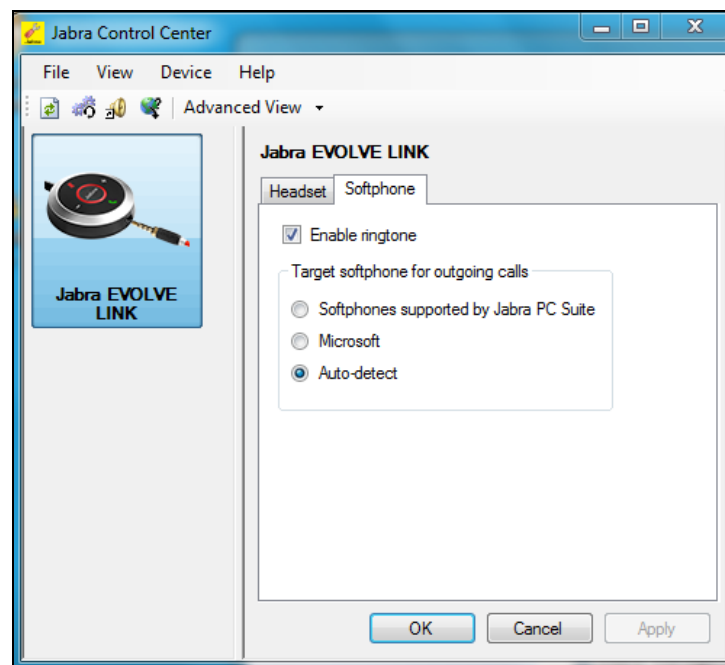 Jabra Control Center
File View Device Help
Advanced View
Jabra EVOLVE LINK
Headset Softphone
Enable ringtone
Target softphone for outgoing calls
Softphones supported by Jabra PC Suite
Microsoft
Auto-detect
Jabra EVOLVE
LINK
OK Cancel Apply